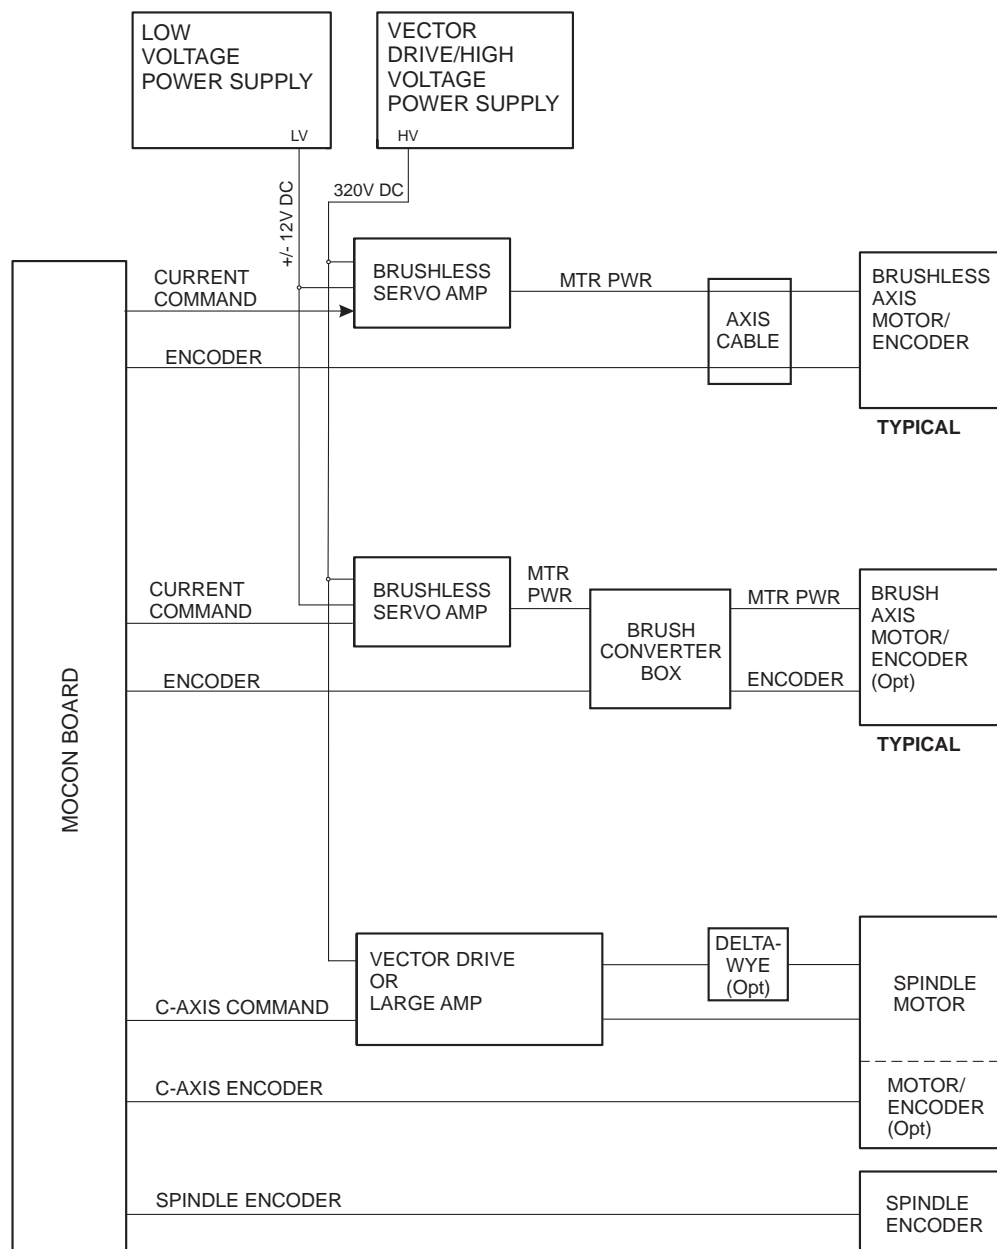 LOW
VOLTAGE
POWER SUPPLY
LV
VECTOR
DRIVE/HIGH
VOLTAGE
POWER SUPPLY
HV
+/- 12V DC
320V DC
CURRENT
COMMAND
BRUSHLESS
SERVO AMP
MTR PWR
AXIS
CABLE
BRUSHLESS
AXIS
MOTOR/
ENCODER
ENCODER
TYPICAL
MOCON BOARD
CURRENT
COMMAND
BRUSHLESS
SERVO AMP
MTR
PWR
BRUSH
CONVERTER
BOX
MTR PWR
BRUSH
AXIS
MOTOR/
ENCODER
(Opt)
ENCODER
ENCODER
TYPICAL
VECTOR DRIVE
OR
LARGE AMP
DELTA-
WYE
(Opt)
SPINDLE
MOTOR
C-AXIS COMMAND
C-AXIS ENCODER
MOTOR/
ENCODER
(Opt)
SPINDLE ENCODER
SPINDLE
ENCODER